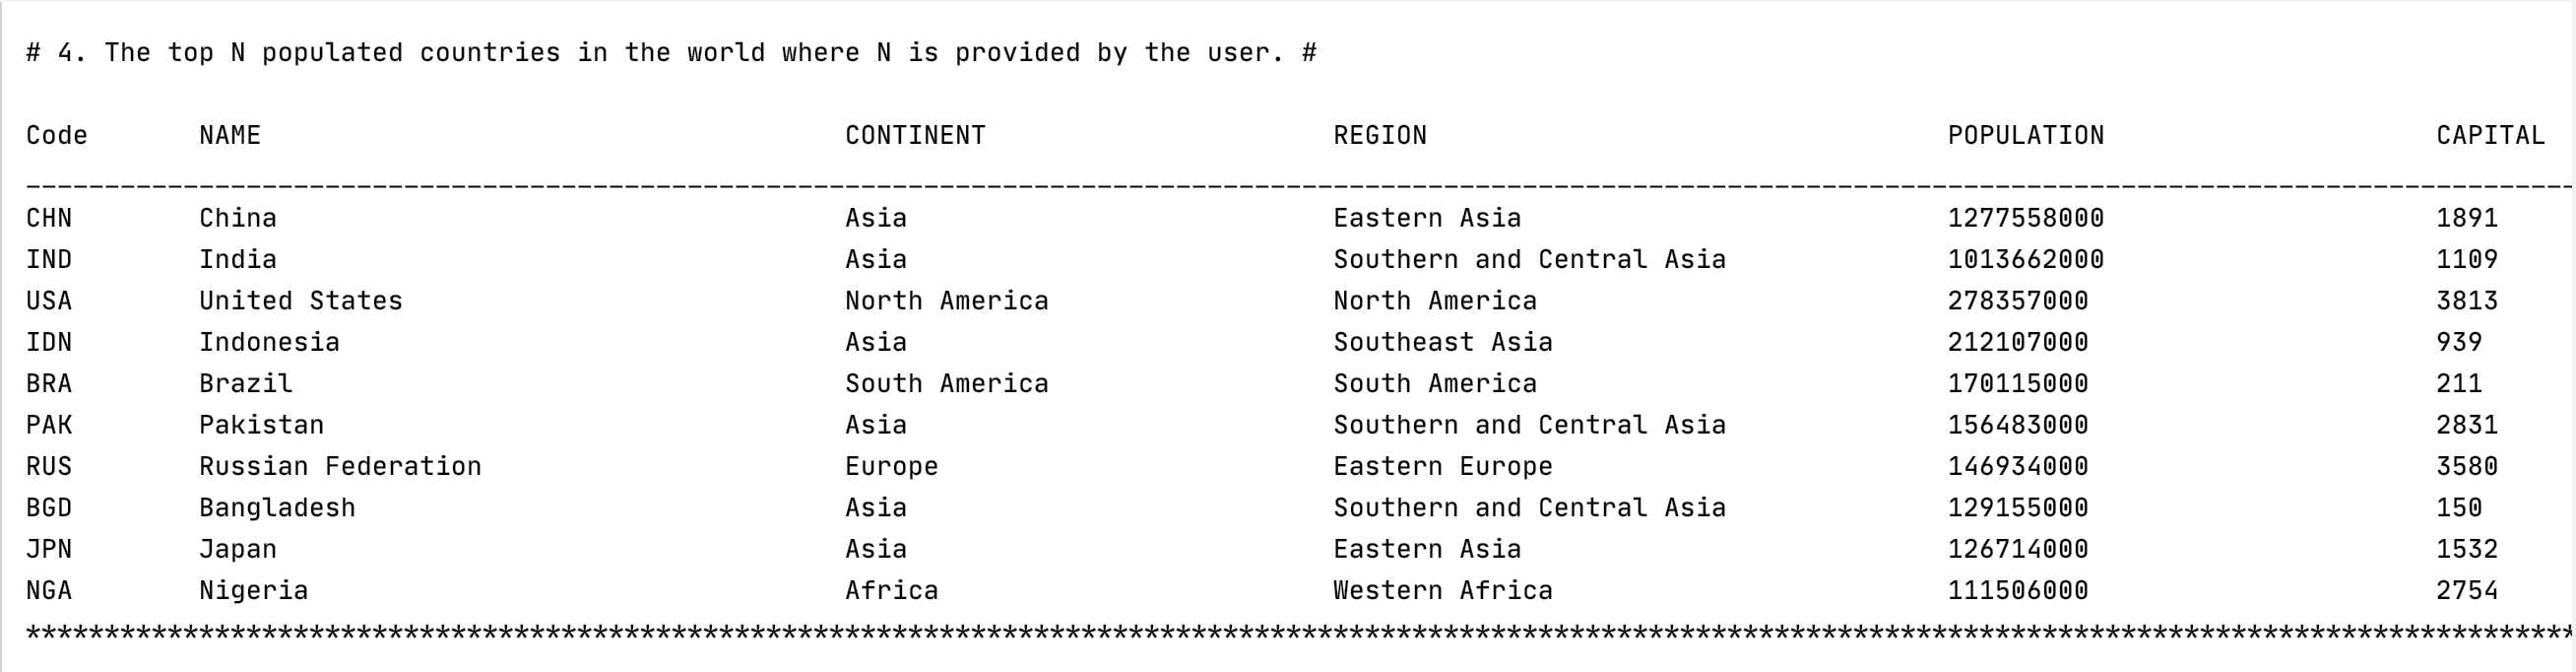 # 4. The top N populated countries in the world where N is provided by the user. #
Code NAME CONTINENT REGION POPULATION CAPITAL
CHN China Asia Eastern Asia 1277558000 1891
IND India Asia Southern and Central Asia 1013662000 1109
USA United States North America North America 278357000 3813
IDN Indonesia Asia Southeast Asia 212107000 939
BRA Brazil South America South America 170115000 211
PAK Pakistan Asia Southern and Central Asia 156483000 2831
RUS Russian Federation Europe Eastern Europe 146934000 3580
BGD Bangladesh Asia Southern and Central Asia 129155000 150
JPN Japan Asia Eastern Asia 126714000 1532
NGA Nigeria Africa Western Africa 111506000 2754